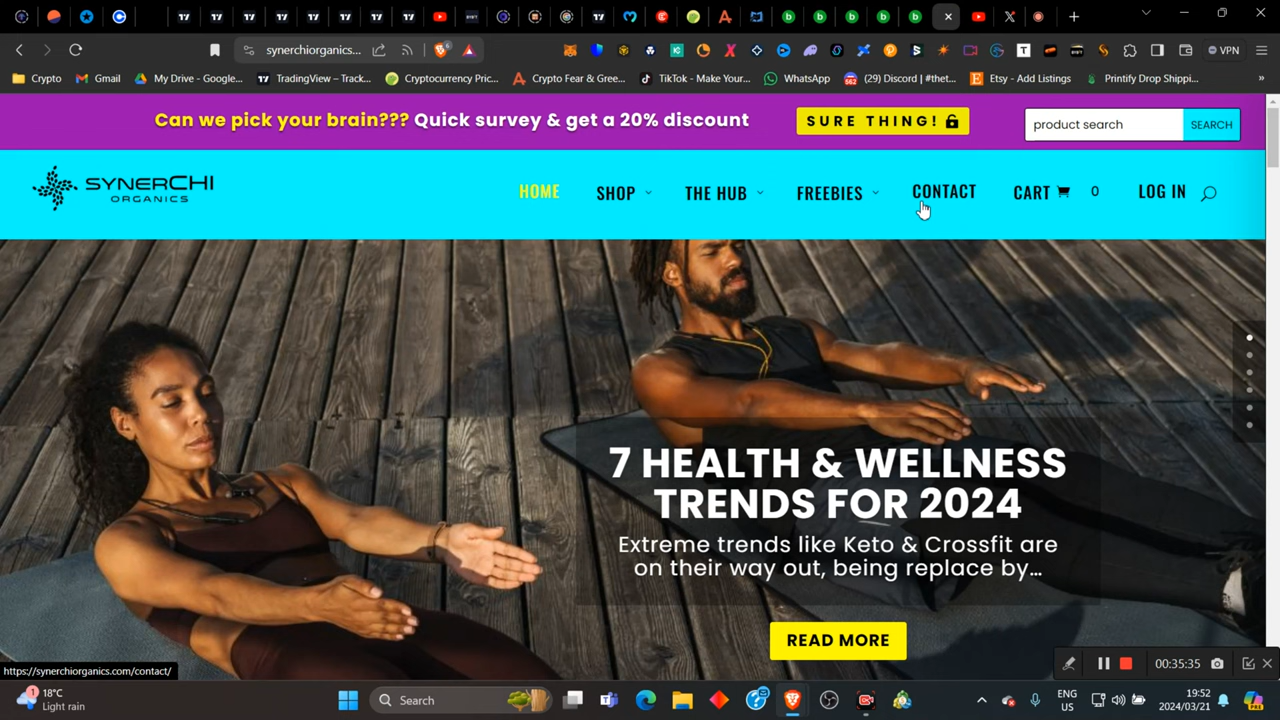 synerchiorganics...
VPN
Crypto
Gmail
My Drive - Google...
TradingView – Track...
Cryptocurrency Pric...
Crypto Fear & Gree...
TikTok - Make Your...
WhatsApp
(29) Discord | #thet...
Etsy - Add Listings
Printify Drop Shippi...
»
Can we pick your brain??? Quick survey & get a 20% discount
SURE THING!
product search
SEARCH
SYNERCHI
ORGANICS
HOME
SHOP
THE HUB
FREEBIES
CONTACT
CART
0
LOG IN
7 HEALTH & WELLNESS
TRENDS FOR 2024
Extreme trends like Keto & Crossfit are
on their way out, being replace by...
READ MORE
https://synerchiorganics.com/contact/
00:35:35
1
18°C
Light rain
Search
ENG
US
19:52
2024/03/21